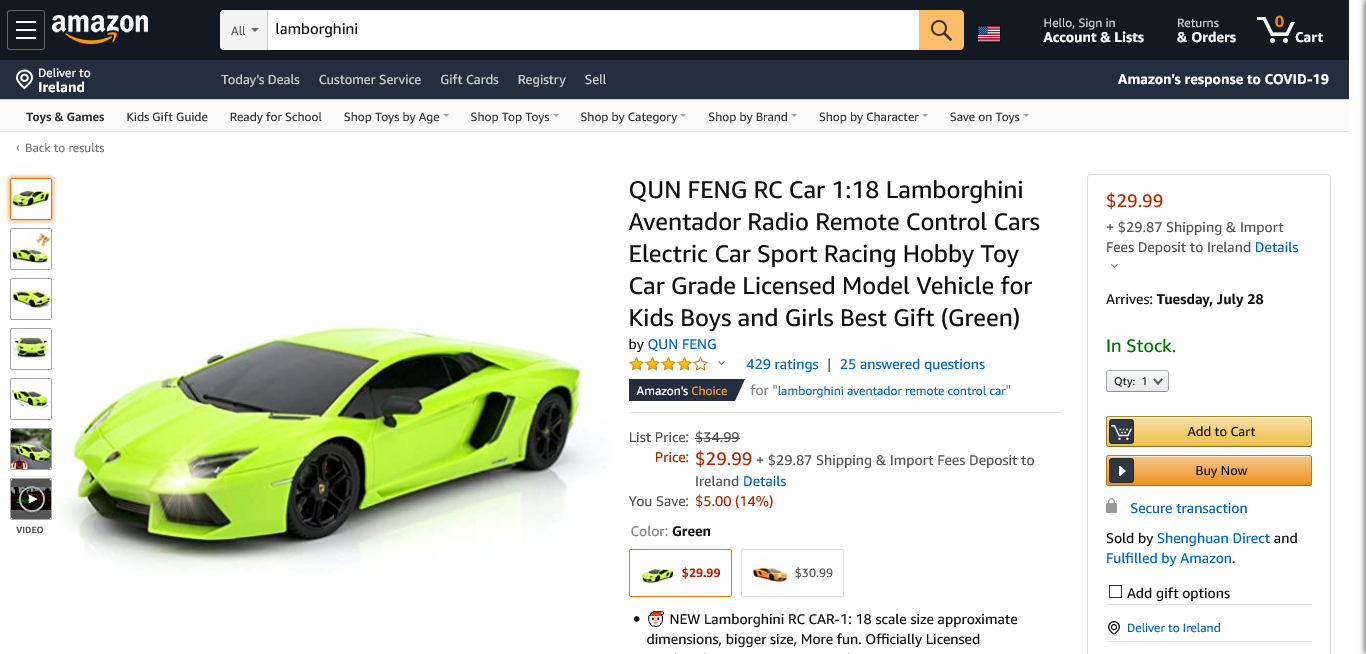 amazon
All
lamborghini
Hello, Sign in
Account & Lists
Returns
& Orders
0
Cart
Deliver to
Ireland
Today's Deals
Customer Service
Gift Cards
Registry
Sell
Amazon's response to COVID-19
Toys & Games
Kids Gift Guide
Ready for School
Shop Toys by Age
Shop Top Toys
Shop by Category
Shop by Brand
Shop by Character
Save on Toys
‹ Back to results
VIDEO
QUN FENG RC Car 1:18 Lamborghini
Aventador Radio Remote Control Cars
Electric Car Sport Racing Hobby Toy
Car Grade Licensed Model Vehicle for
Kids Boys and Girls Best Gift (Green)
by QUN FENG
429 ratings | 25 answered questions
Amazon's Choice for "lamborghini aventador remote control car"
List Price: $34.99
Price: $29.99 + $29.87 Shipping & Import Fees Deposit to
Ireland Details
You Save: $5.00 (14%)
Color: Green
$29.99
$30.99
• NEW Lamborghini RC CAR-1: 18 scale size approximate
dimensions, bigger size, More fun. Officially Licensed
$29.99
+ $29.87 Shipping & Import
Fees Deposit to Ireland Details
Arrives: Tuesday, July 28
In Stock.
Qty: 1
Add to Cart
Buy Now
Secure transaction
Sold by Shenghuan Direct and
Fulfilled by Amazon.
Add gift options
Deliver to Ireland